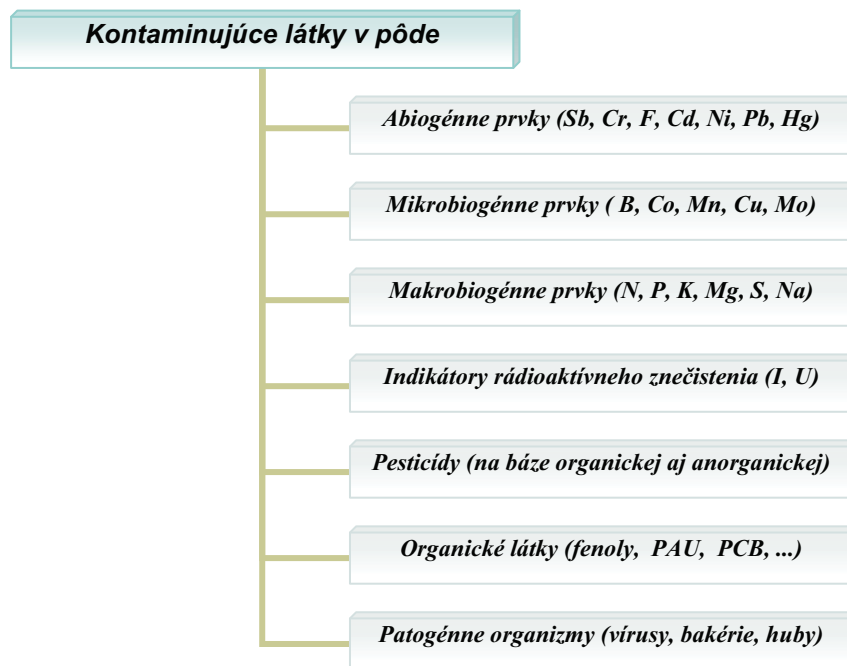 Kontaminujúce látky v pôde
Abiogénne prvky (Sb, Cr, F, Cd, Ni, Pb, Hg)
Mikrobiogénne prvky ( B, Co, Mn, Cu, Mo)
Makrobiogénne prvky (N, P, K, Mg, S, Na)
Indikátory rádioaktívneho znečistenia (I, U)
Pesticídy (na báze organickej aj anorganickej)
Organické látky (fenoly, PAU, PCB, ...)
Patogénne organizmy (vírusy, bakérie, huby)